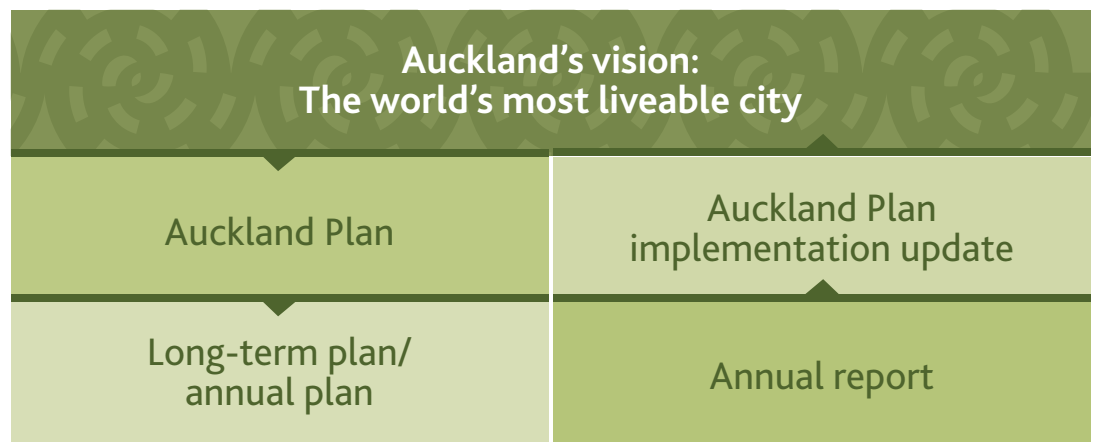 Auckland’s vision:
The world’s most liveable city
Auckland Plan
Auckland Plan
implementation update
Long-term plan/
annual plan
Annual report